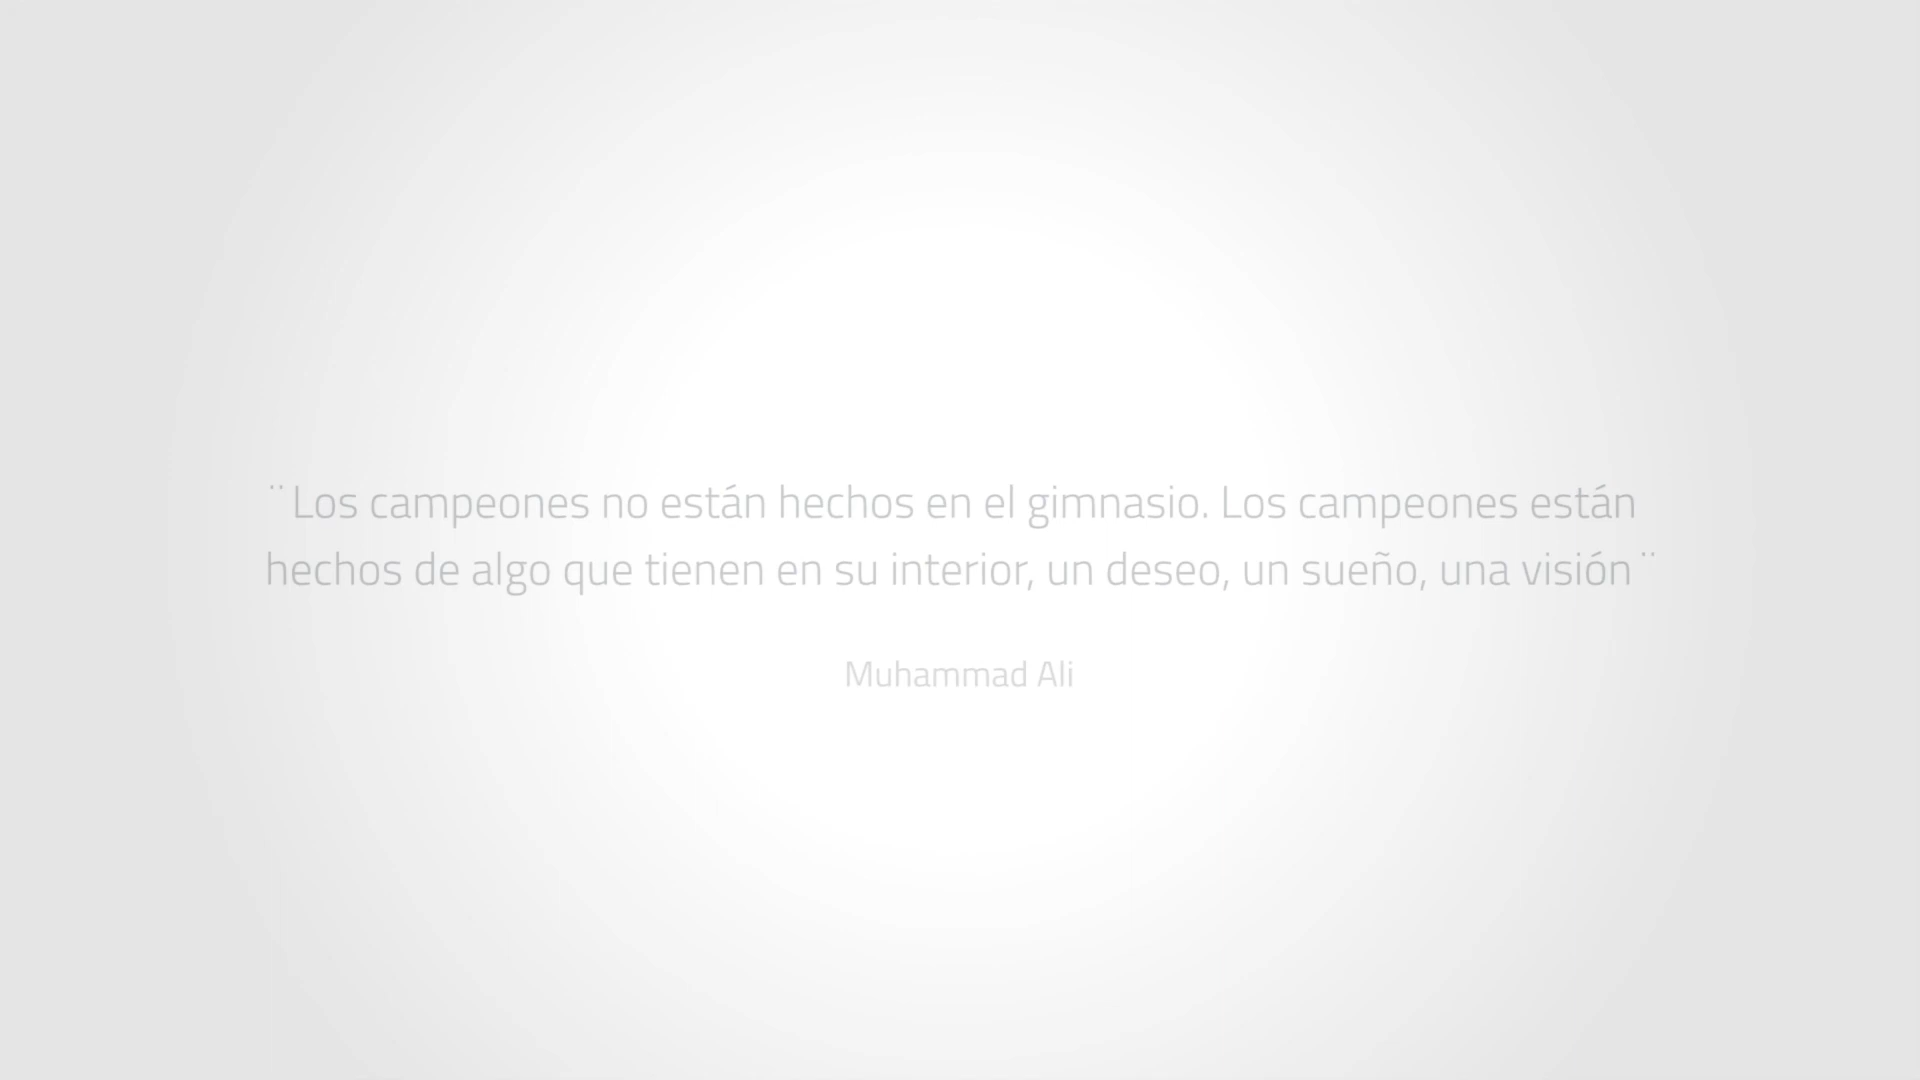 ¨Los campeones no están hechos en el gimnasio. Los campeones están
hechos de algo que tienen en su interior, un deseo, un sueño, una visión¨
Muhammad Ali